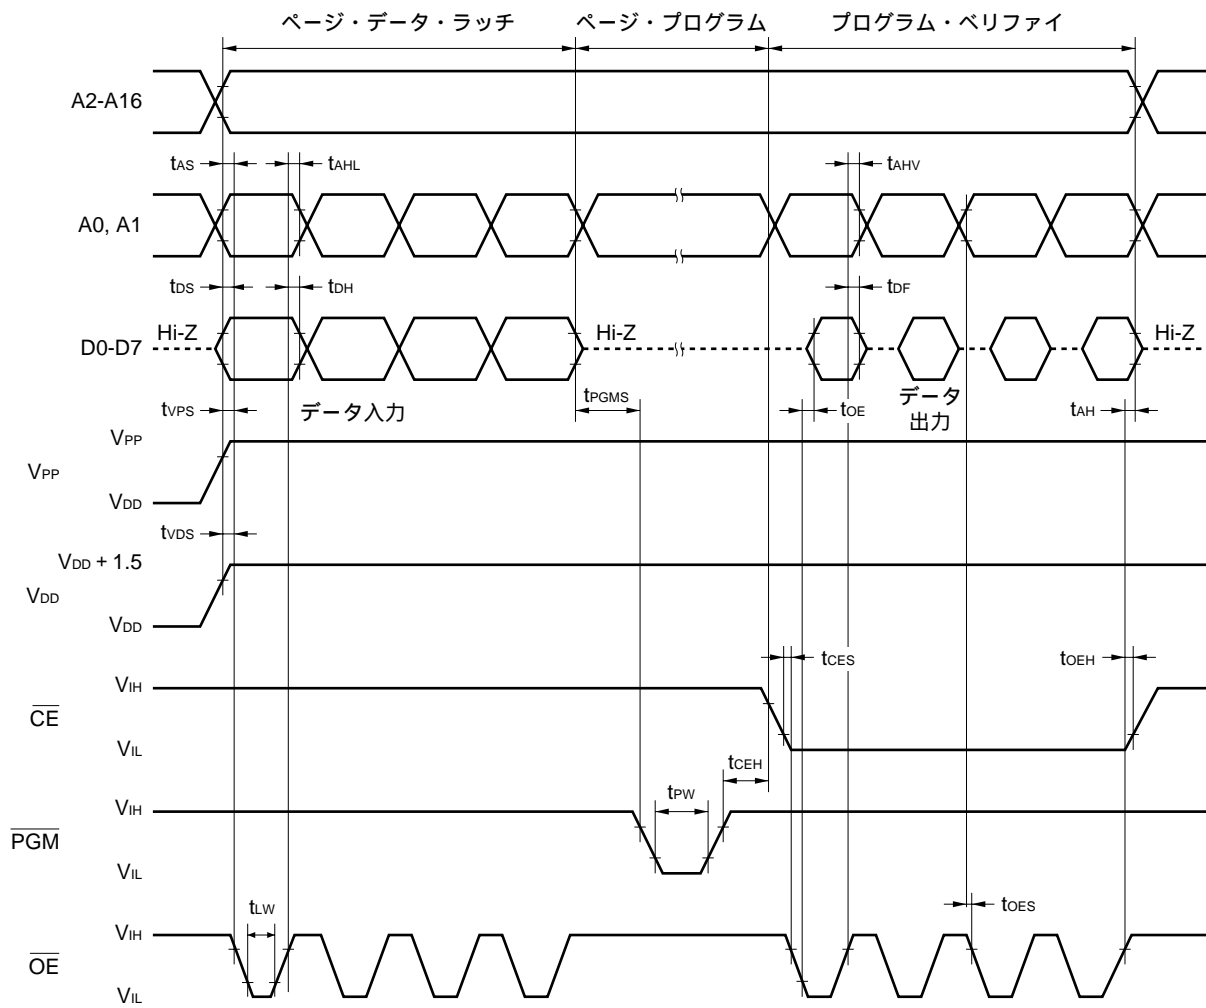 ページ・データ・ラッチ ページ・プログラム プログラム・ベリファイ
A2-A16
tAS tAHL tAHV
A0, A1
tDS tDH tDF
D0-D7 Hi-Z Hi-Z Hi-Z
tVPS データ入力 tPGMS tOE データ tAH
出力
VPP
VPP
VDD
tVDS
VDD + 1.5
VDD
VDD
tCES tOEH
VIH
CE
VIL
tCEH
VIH tPW
PGM
VIL
tLW tOES
VIH
OE
VIL